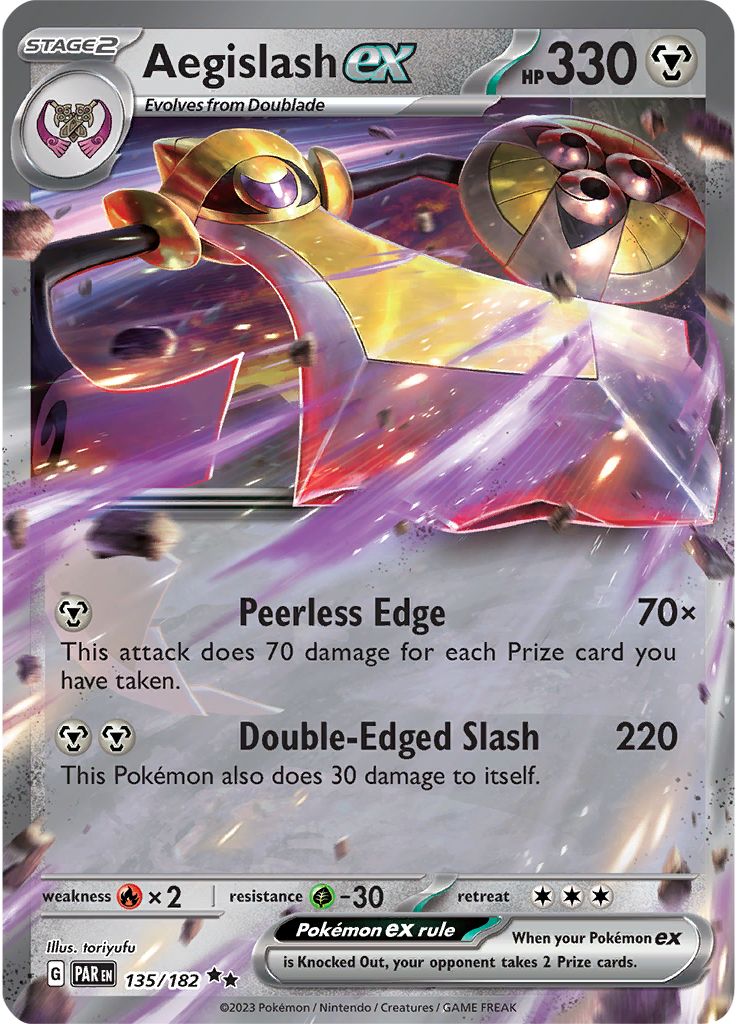 STAGE2
Aegislash ex HP 330
Evolves from Doublade
Peerless Edge 70×
This attack does 70 damage for each Prize card you
have taken.
Double-Edged Slash 220
This Pokémon also does 30 damage to itself.
weakness ×2 resistance -30 retreat
Illus. toriyufu
Pokémon ex rule When your Pokémon ex
is Knocked Out, your opponent takes 2 Prize cards.
G PAR EN 135/182
©2023 Pokémon / Nintendo / Creatures / GAME FREAK